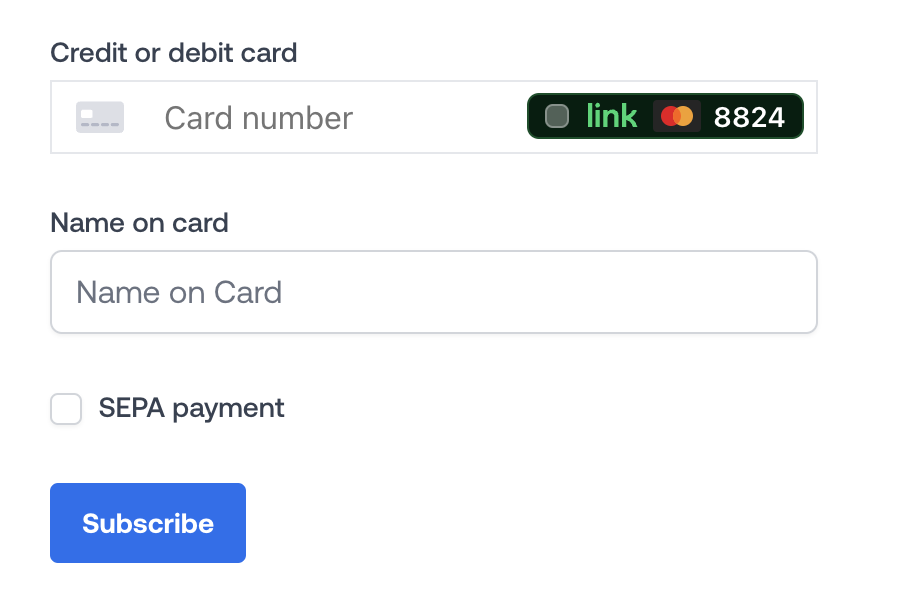 Credit or debit card
Card number link 8824
Name on card
Name on Card
SEPA payment
Subscribe